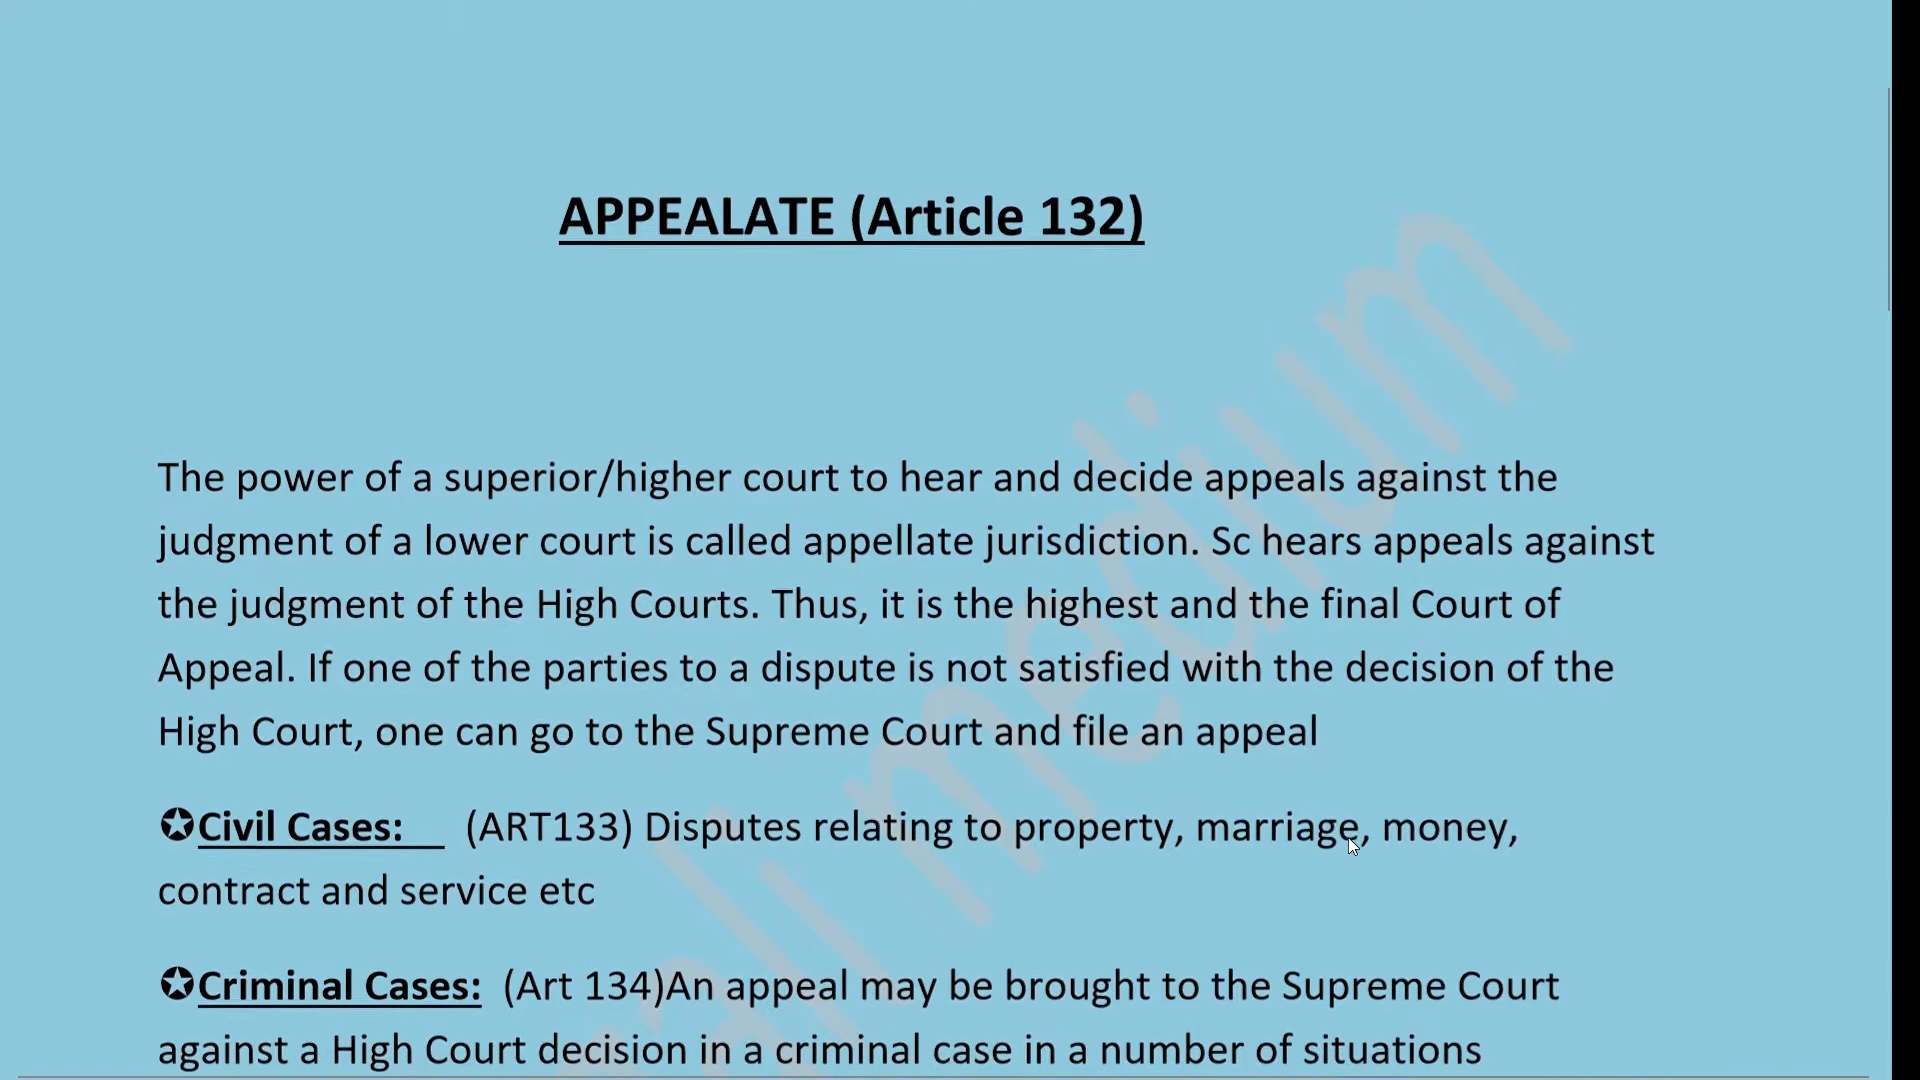 APPEALATE (Article 132)
The power of a superior/higher court to hear and decide appeals against the
judgment of a lower court is called appellate jurisdiction. Sc hears appeals against
the judgment of the High Courts. Thus, it is the highest and the final Court of
Appeal. If one of the parties to a dispute is not satisfied with the decision of the
High Court, one can go to the Supreme Court and file an appeal
✪Civil Cases: (ART133) Disputes relating to property, marriage, money,
contract and service etc
✪Criminal Cases: (Art 134)An appeal may be brought to the Supreme Court
against a High Court decision in a criminal case in a number of situations
medium